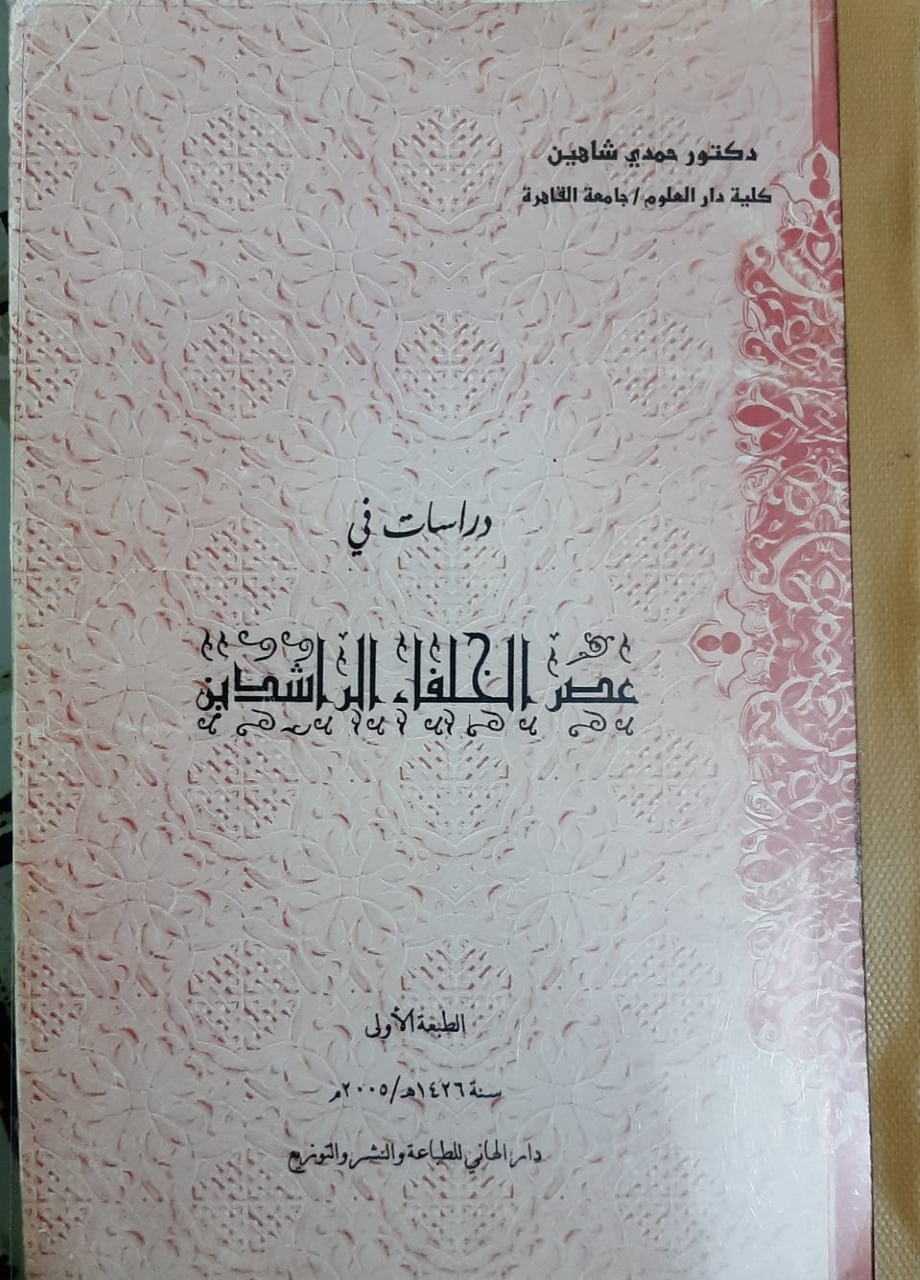 دكتور حمدي شاهين
كلية دار العلوم / جامعة القاهرة
دراسات في
عصر الخلفاء الراشدين
الطبعة الأولى
سنة ١٤٢٦هـ/٢٠٠٥م
دار الهاني للطباعة والنشر والتوزيع